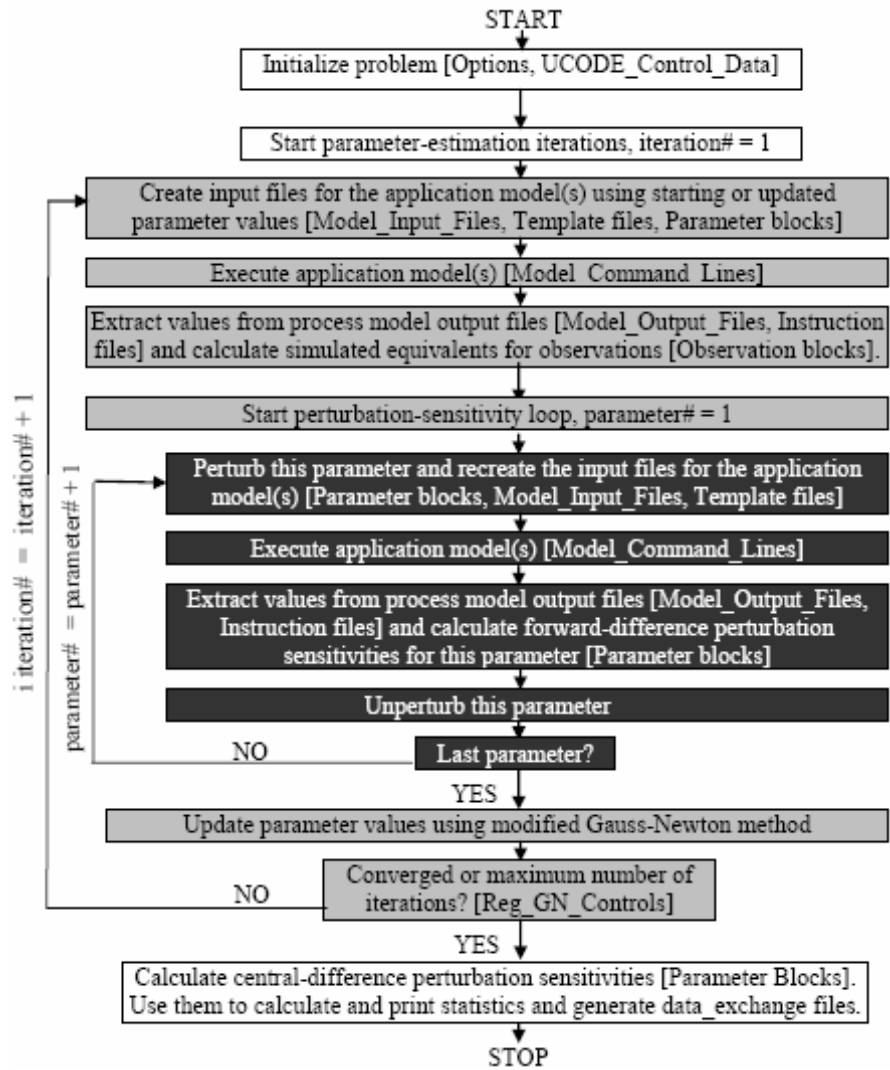 START
Initialize problem [Options, UCODE_Control_Data]
Start parameter-estimation iterations, iteration# = 1
Create input files for the application model(s) using starting or updated
parameter values [Model_Input_Files, Template files, Parameter blocks]
Execute application model(s) [Model_Command_Lines]
Extract values from process model output files [Model_Output_Files, Instruction
files] and calculate simulated equivalents for observations [Observation blocks].
Start perturbation-sensitivity loop, parameter# = 1
Perturb this parameter and recreate the input files for the application
model(s) [Parameter blocks, Model_Input_Files, Template files]
Execute application model(s) [Model_Command_Lines]
Extract values from process model output files [Model_Output_Files,
Instruction files] and calculate forward-difference perturbation
sensitivities for this parameter [Parameter blocks]
Unperturb this parameter
Last parameter?
NO
parameter# = parameter# + 1
YES
Update parameter values using modified Gauss-Newton method
Converged or maximum number of
iterations? [Reg_GN_Controls]
NO
i iteration# = iteration# + 1
YES
Calculate central-difference perturbation sensitivities [Parameter Blocks].
Use them to calculate and print statistics and generate data_exchange files.
STOP